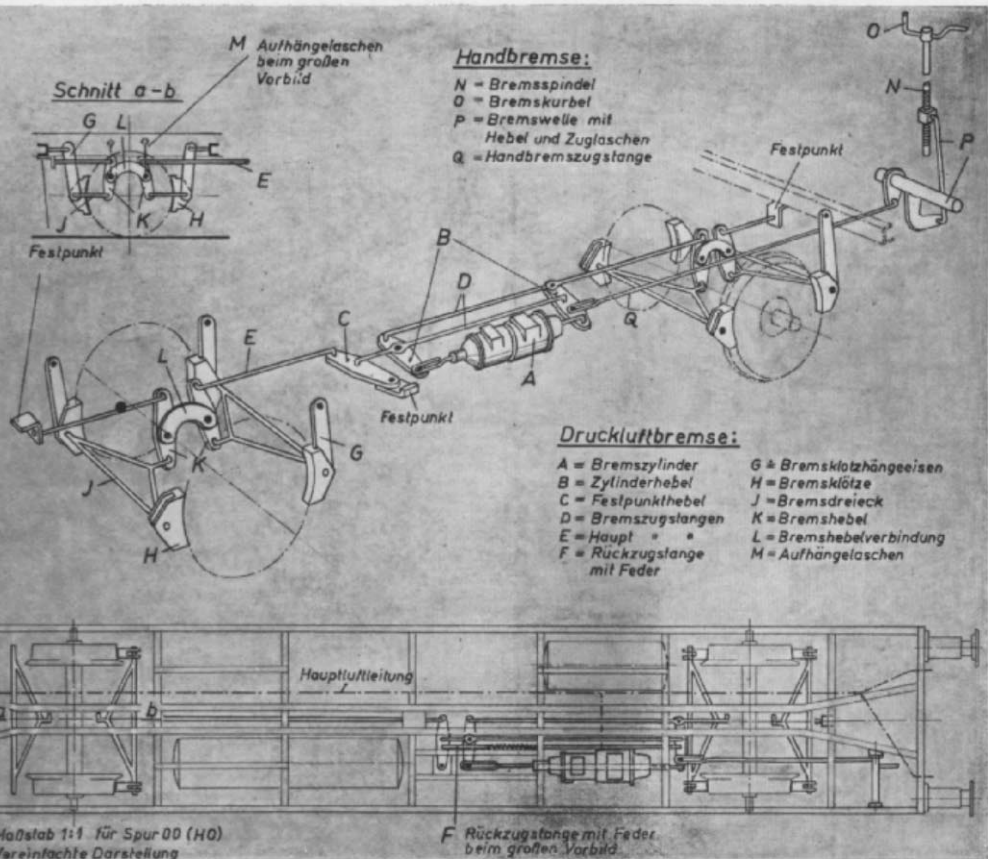 M Aufhängelaschen
beim großen
Vorbild
Schnitt a-b
G
L
E
J
K
H
Festpunkt
Handbremse:
N = Bremsspindel
O = Bremskurbel
P = Bremswelle mit
Hebel und Zuglaschen
Q = Handbremszugstange
O
N
P
Festpunkt
B
D
Q
C
E
A
L
Festpunkt
G
K
J
H
Druckluftbremse:
A = Bremszylinder
B = Zylinderhebel
C = Festpunkthebel
D = Bremszugstangen
E = Haupt " "
F = Rückzugstange
mit Feder
G = Bremsklotzhängeeisen
H = Bremsklötze
J = Bremsdreieck
K = Bremshebel
L = Bremshebelverbindung
M = Aufhängelaschen
Hauptluftleitung
a
b
Maßstab 1:1 für Spur 00 (H0)
Vereinfachte Darstellung
F Rückzugstange mit Feder
beim großen Vorbild